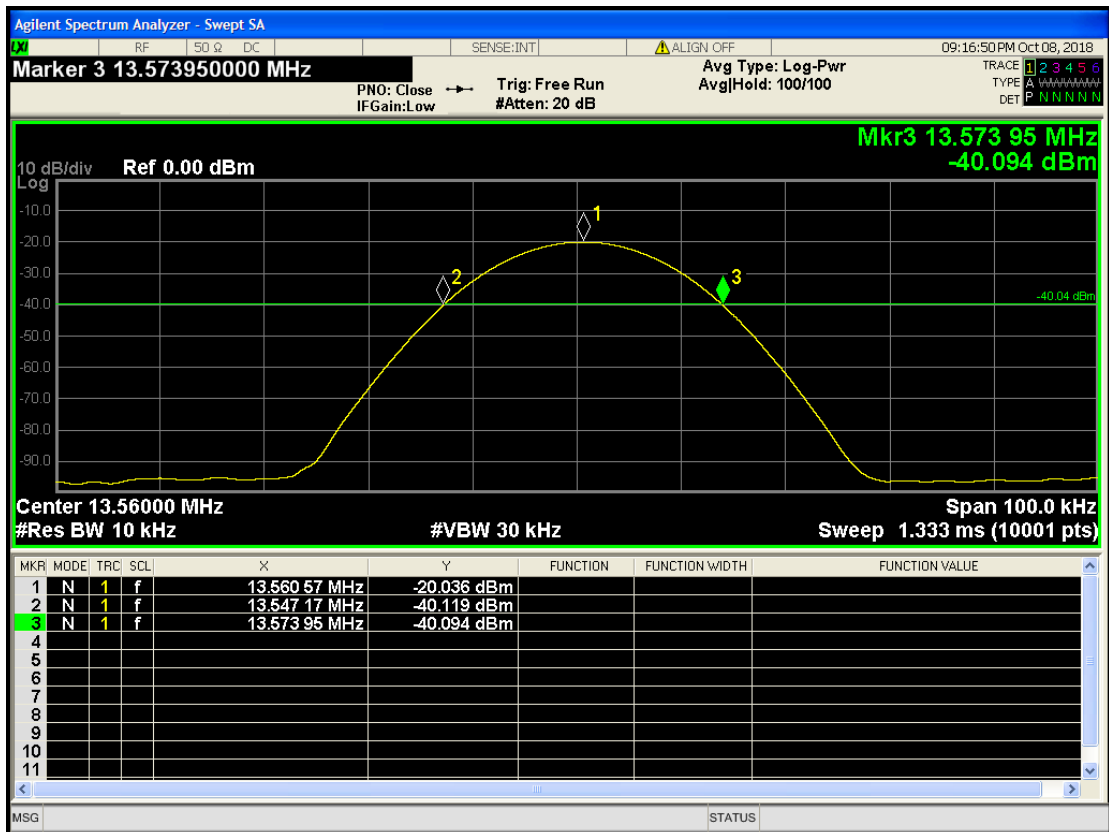 Agilent Spectrum Analyzer - Swept SA
LXI RF 50 Ω DC SENSE:INT ALIGN OFF 09:16:50 PM Oct 08, 2018
Marker 3 13.573950000 MHz
PNO: Close
IFGain:Low
Trig: Free Run
#Atten: 20 dB
Avg Type: Log-Pwr
Avg|Hold: 100/100
TRACE 1 2 3 4 5 6
TYPE A WWWWW
DET P N N N N N
Mkr3 13.573 95 MHz
-40.094 dBm
10 dB/div Ref 0.00 dBm
Log
-10.0
-20.0
-30.0
-40.0
-50.0
-60.0
-70.0
-80.0
-90.0
1
2
3
-40.04 dBm
Center 13.56000 MHz Span 100.0 kHz
#Res BW 10 kHz #VBW 30 kHz Sweep 1.333 ms (10001 pts)
MKR MODE TRC SCL X Y FUNCTION FUNCTION WIDTH FUNCTION VALUE
1 N 1 f 13.560 57 MHz -20.036 dBm
2 N 1 f 13.547 17 MHz -40.119 dBm
3 N 1 f 13.573 95 MHz -40.094 dBm
4
5
6
7
8
9
10
11
MSG STATUS